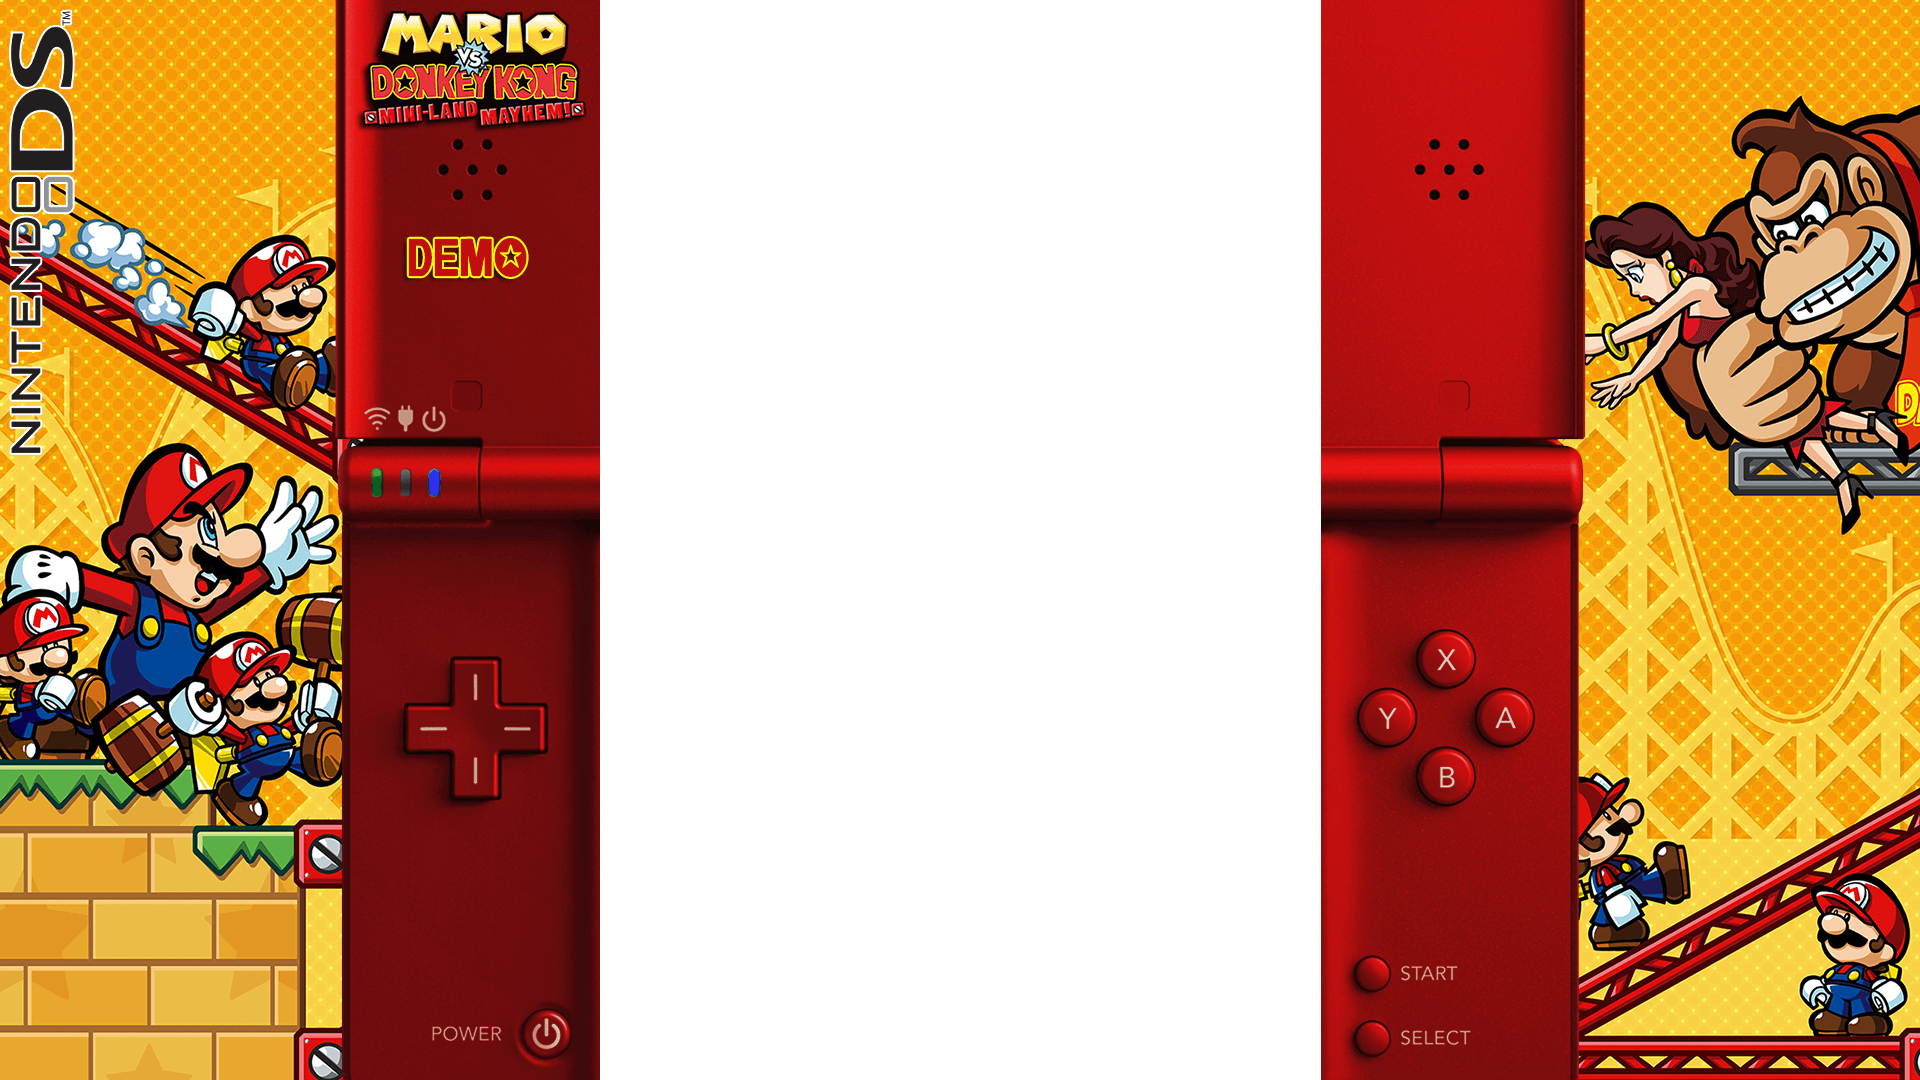 NINTENDO DS™
MARIO
VS.
DONKEY KONG
MINI-LAND MAYHEM!
DEMO
POWER
X
Y
A
B
START
SELECT
M
M
M
M
M
D